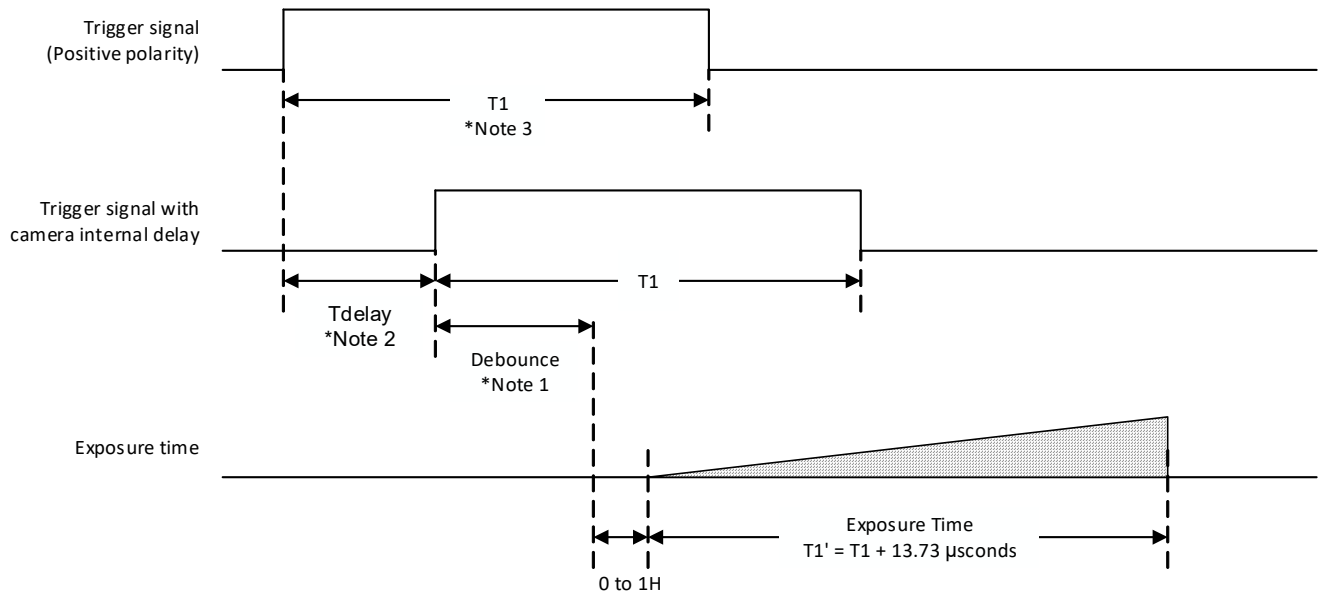 Trigger signal
(Positive polarity)
T1
*Note 3
Trigger signal with
camera internal delay
T1
Tdelay
*Note 2
Debounce
*Note 1
Exposure time
Exposure Time
T1' = T1 + 13.73 µsconds
0 to 1H